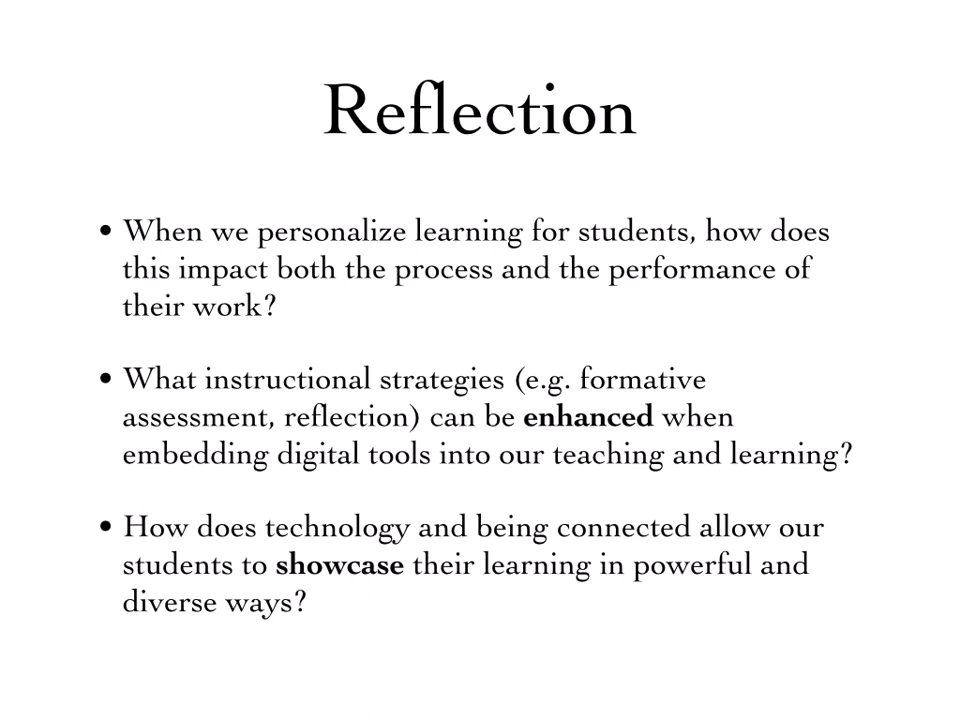 Reflection
• When we personalize learning for students, how does
this impact both the process and the performance of
their work?
• What instructional strategies (e.g. formative
assessment, reflection) can be enhanced when
embedding digital tools into our teaching and learning?
• How does technology and being connected allow our
students to showcase their learning in powerful and
diverse ways?